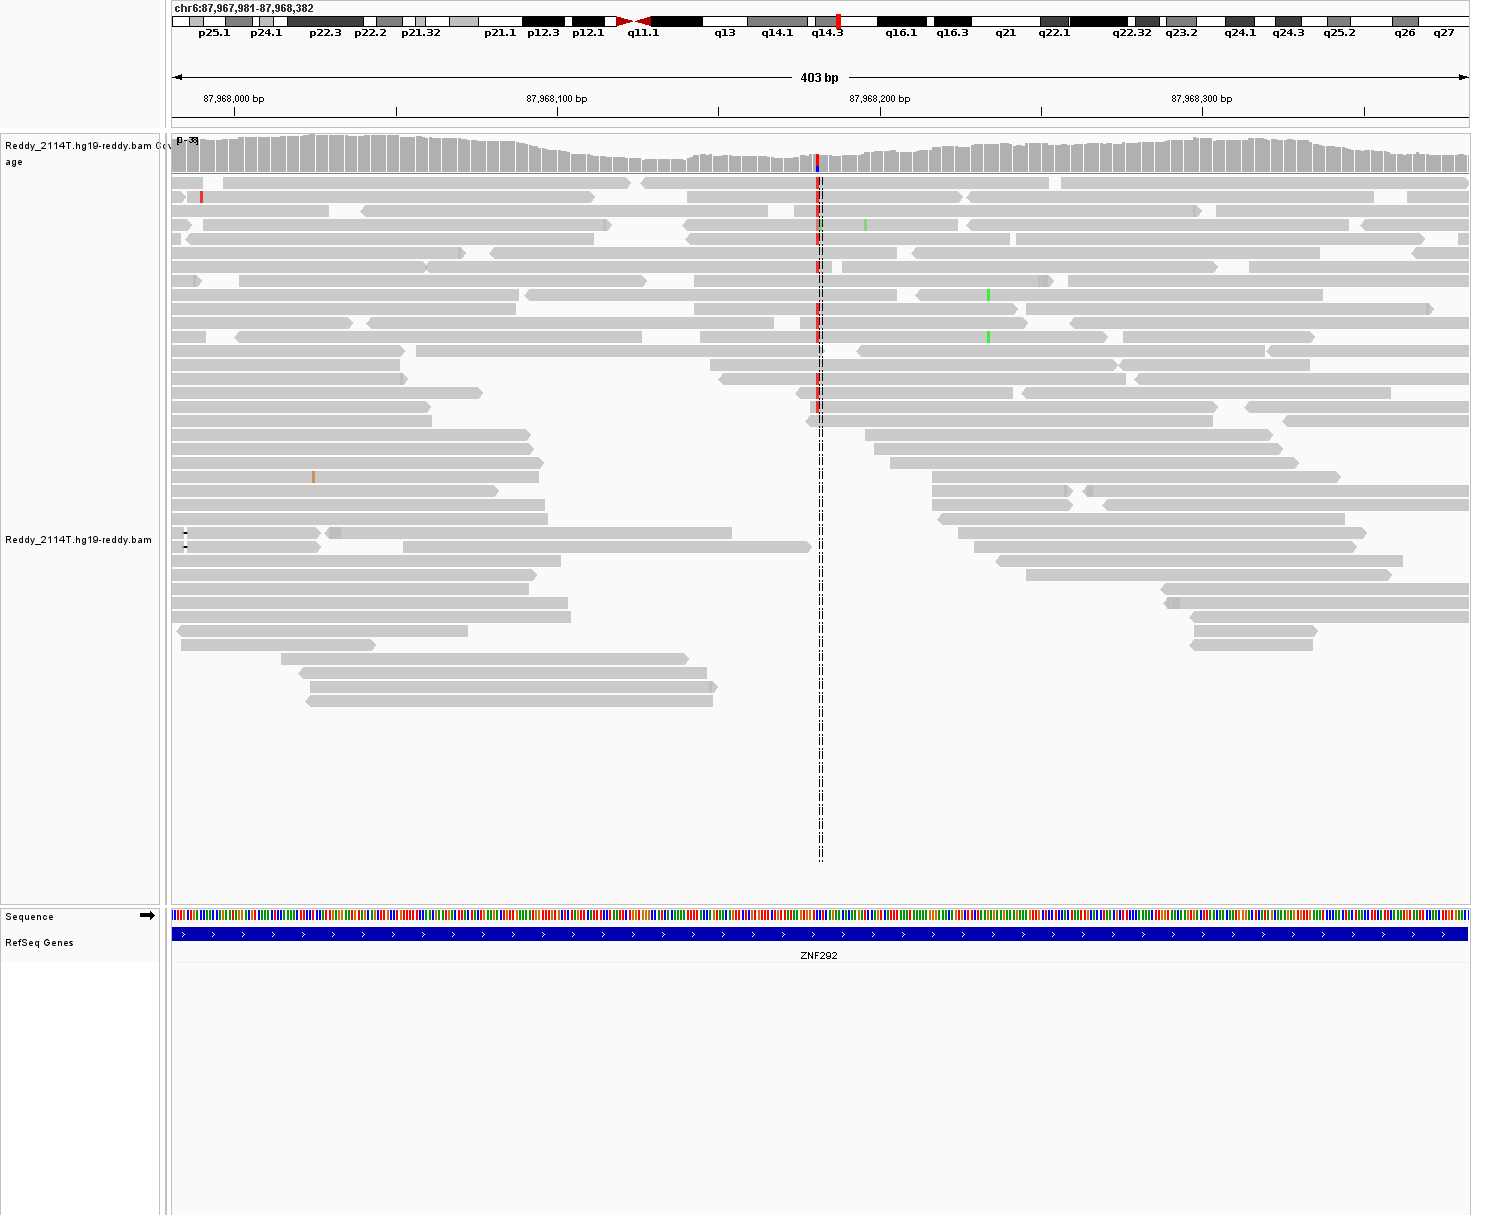 chr6:87,967,981-87,968,382
p25.1 p24.1 p22.3 p22.2 p21.32 p21.1 p12.3 p12.1 q11.1 q13 q14.1 q14.3 q16.1 q16.3 q21 q22.1 q22.32 q23.2 q24.1 q24.3 q25.2 q26 q27
403 bp
87,968,000 bp 87,968,100 bp 87,968,200 bp 87,968,300 bp
Reddy_2114T.hg19-reddy.bam Cov
age
Reddy_2114T.hg19-reddy.bam
Sequence
RefSeq Genes
ZNF292